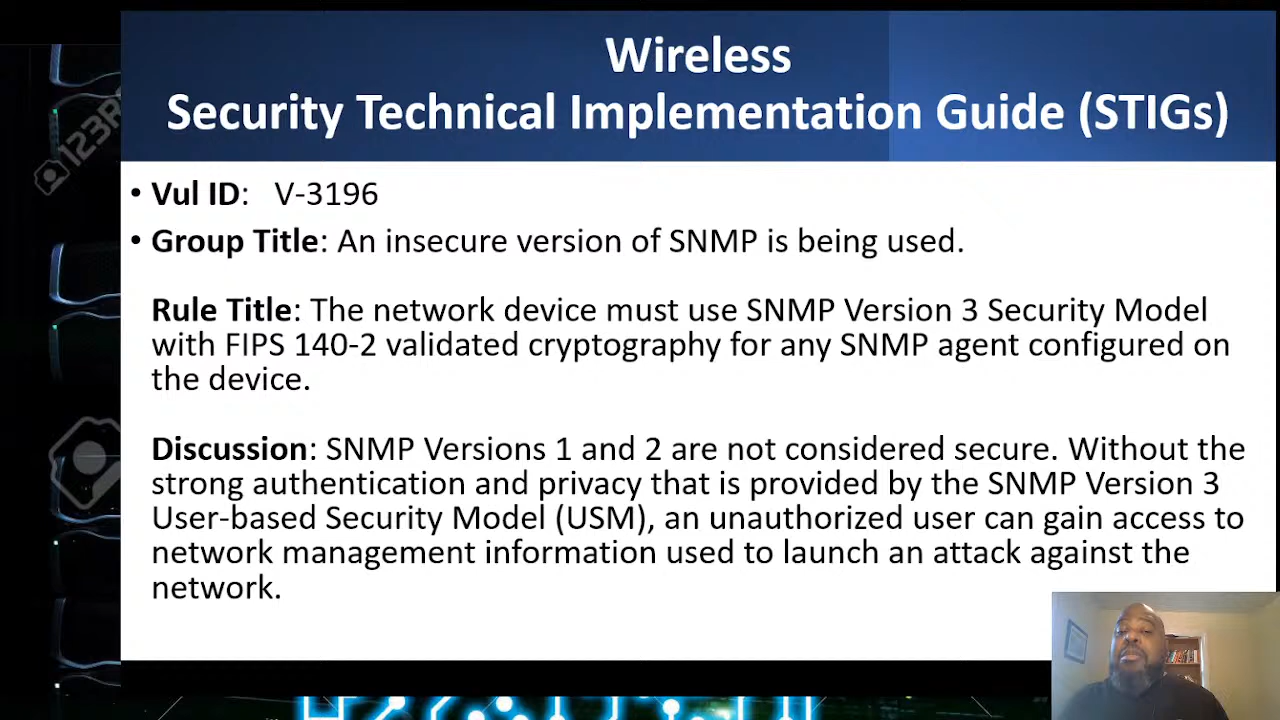 Wireless
Security Technical Implementation Guide (STIGs)
• Vul ID: V-3196
• Group Title: An insecure version of SNMP is being used.
Rule Title: The network device must use SNMP Version 3 Security Model
with FIPS 140-2 validated cryptography for any SNMP agent configured on
the device.
Discussion: SNMP Versions 1 and 2 are not considered secure. Without the
strong authentication and privacy that is provided by the SNMP Version 3
User-based Security Model (USM), an unauthorized user can gain access to
network management information used to launch an attack against the
network.